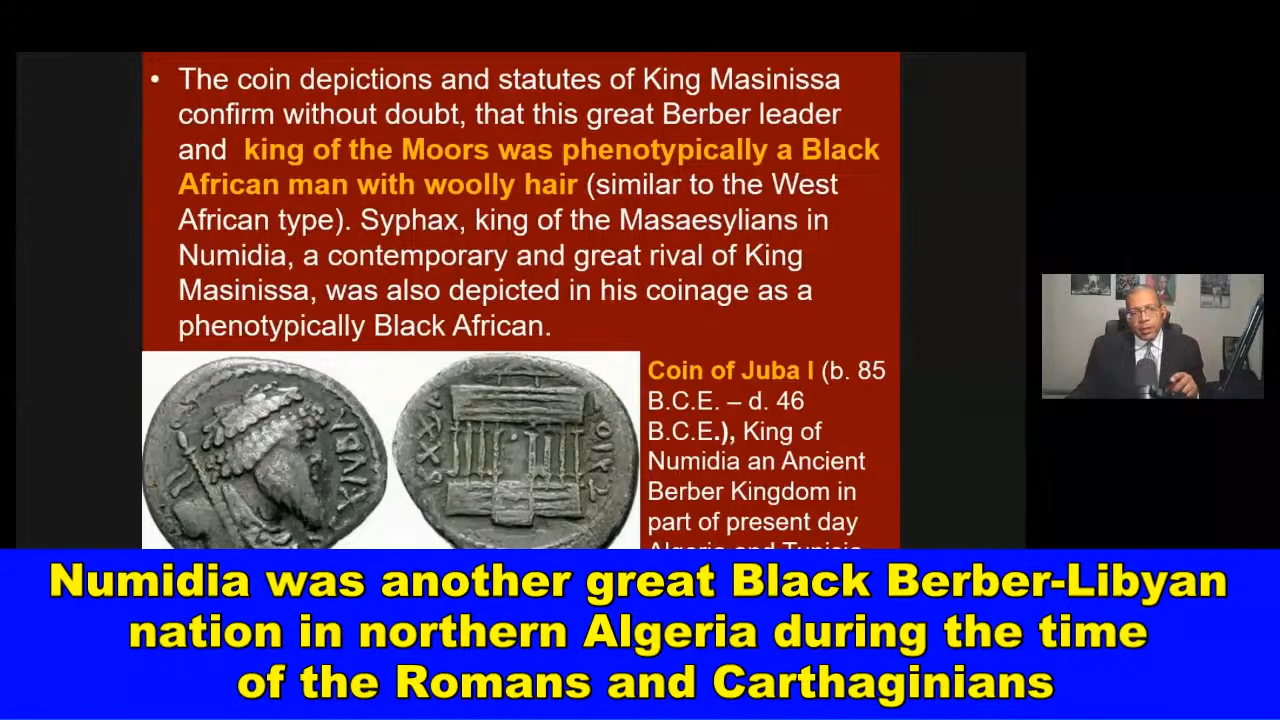 • The coin depictions and statutes of King Masinissa
confirm without doubt, that this great Berber leader
and king of the Moors was phenotypically a Black
African man with woolly hair (similar to the West
African type). Syphax, king of the Masaesylians in
Numidia, a contemporary and great rival of King
Masinissa, was also depicted in his coinage as a
phenotypically Black African.
Coin of Juba I (b. 85
B.C.E. – d. 46
B.C.E.), King of
Numidia an Ancient
Berber Kingdom in
part of present day
Algeria and Tunisia
Numidia was another great Black Berber-Libyan
nation in northern Algeria during the time
of the Romans and Carthaginians